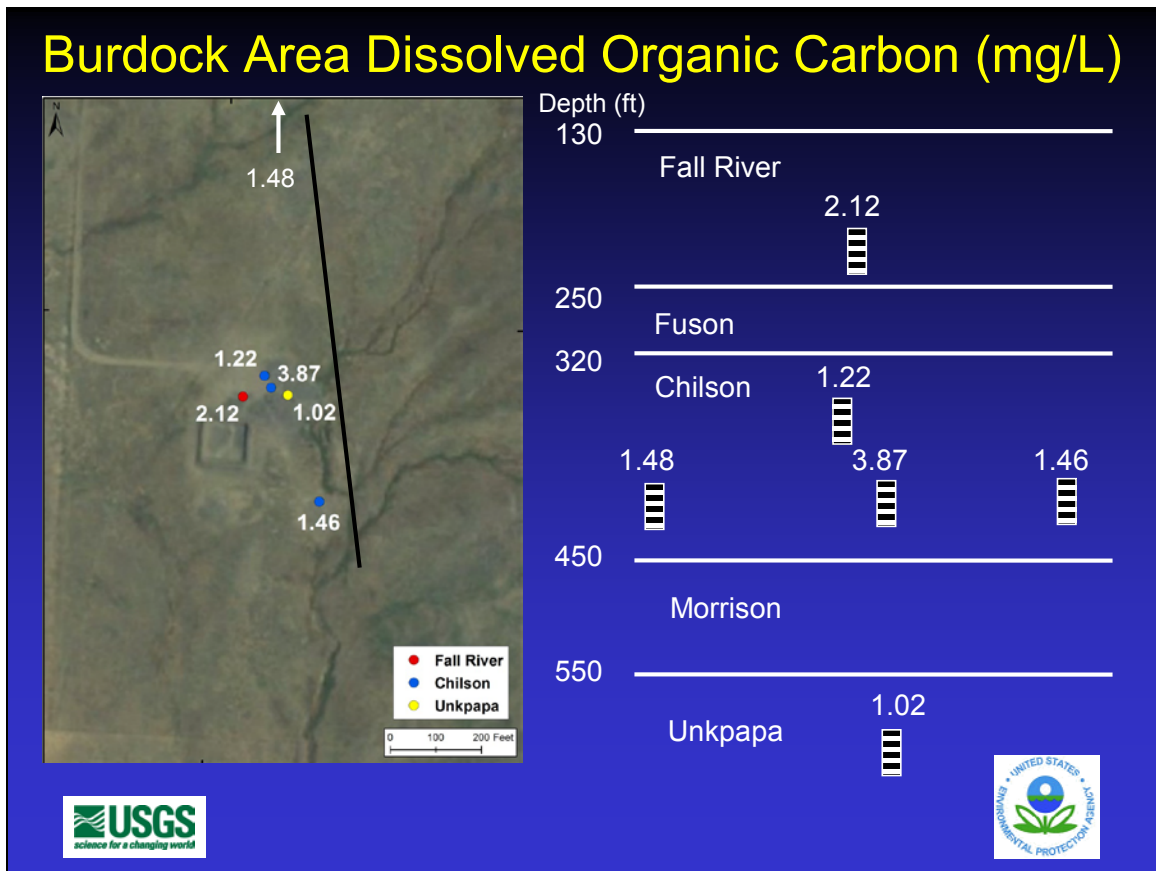 Burdock Area Dissolved Organic Carbon (mg/L)
N
1.48
1.22
3.87
2.12
1.02
1.46
Fall River
Chilson
Unkpapa
0 100 200 Feet
Depth (ft)
130
Fall River
2.12
250
Fuson
320
Chilson
1.22
1.48 3.87 1.46
450
Morrison
550
1.02
Unkpapa
USGS
science for a changing world
UNITED STATES
ENVIRONMENTAL PROTECTION AGENCY